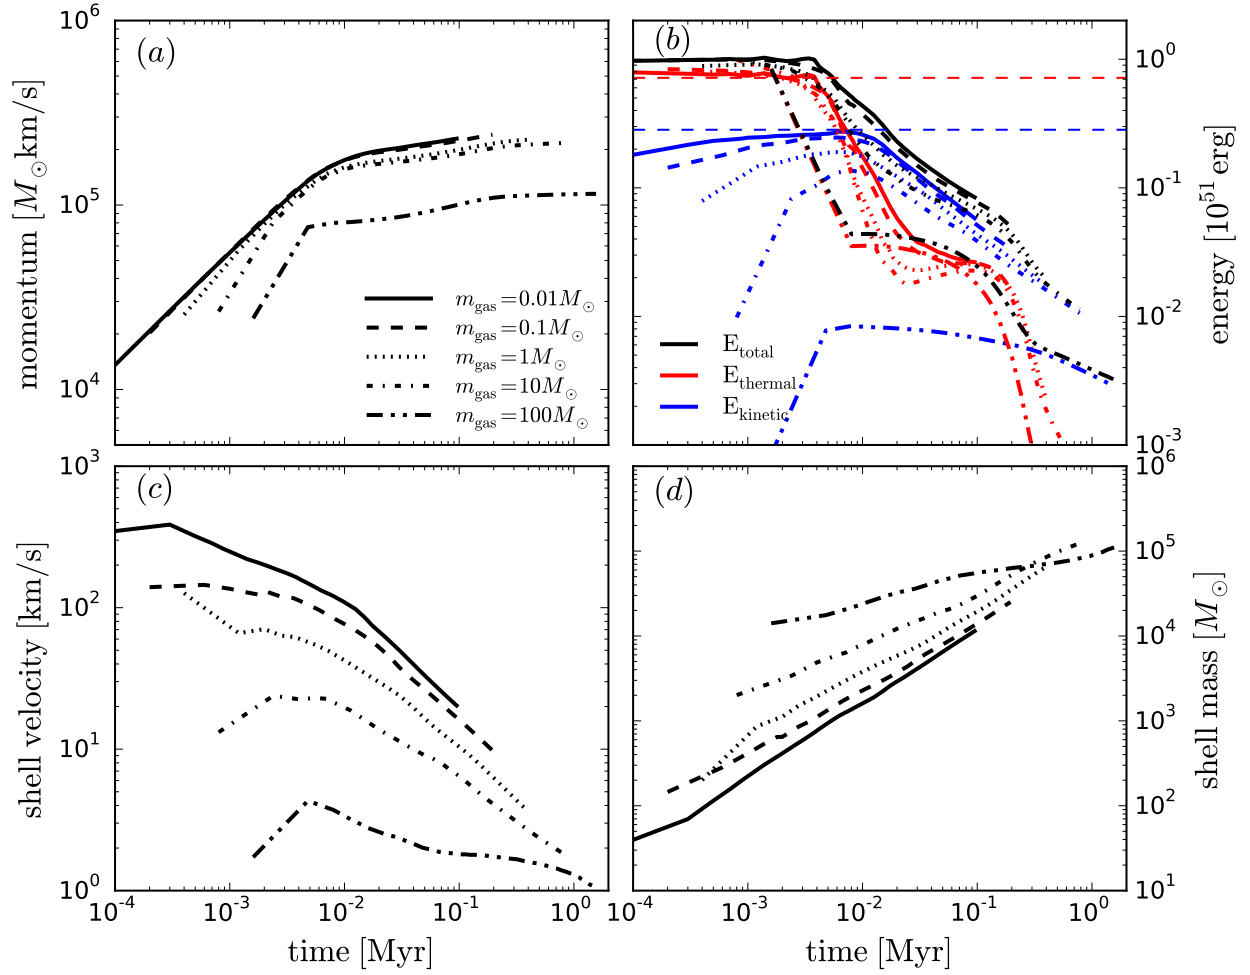 (a)
10^6
10^5
10^4
momentum [M_⊙km/s]
m_gas=0.01M_⊙
m_gas=0.1M_⊙
m_gas=1M_⊙
m_gas=10M_⊙
m_gas=100M_⊙
(b)
10^0
10^-1
10^-2
10^-3
energy [10^51 erg]
E_total
E_thermal
E_kinetic
(c)
10^3
10^2
10^1
10^0
shell velocity [km/s]
10^-4 10^-3 10^-2 10^-1 10^0
time [Myr]
(d)
10^6
10^5
10^4
10^3
10^2
10^1
shell mass [M_⊙]
10^-4 10^-3 10^-2 10^-1 10^0
time [Myr]